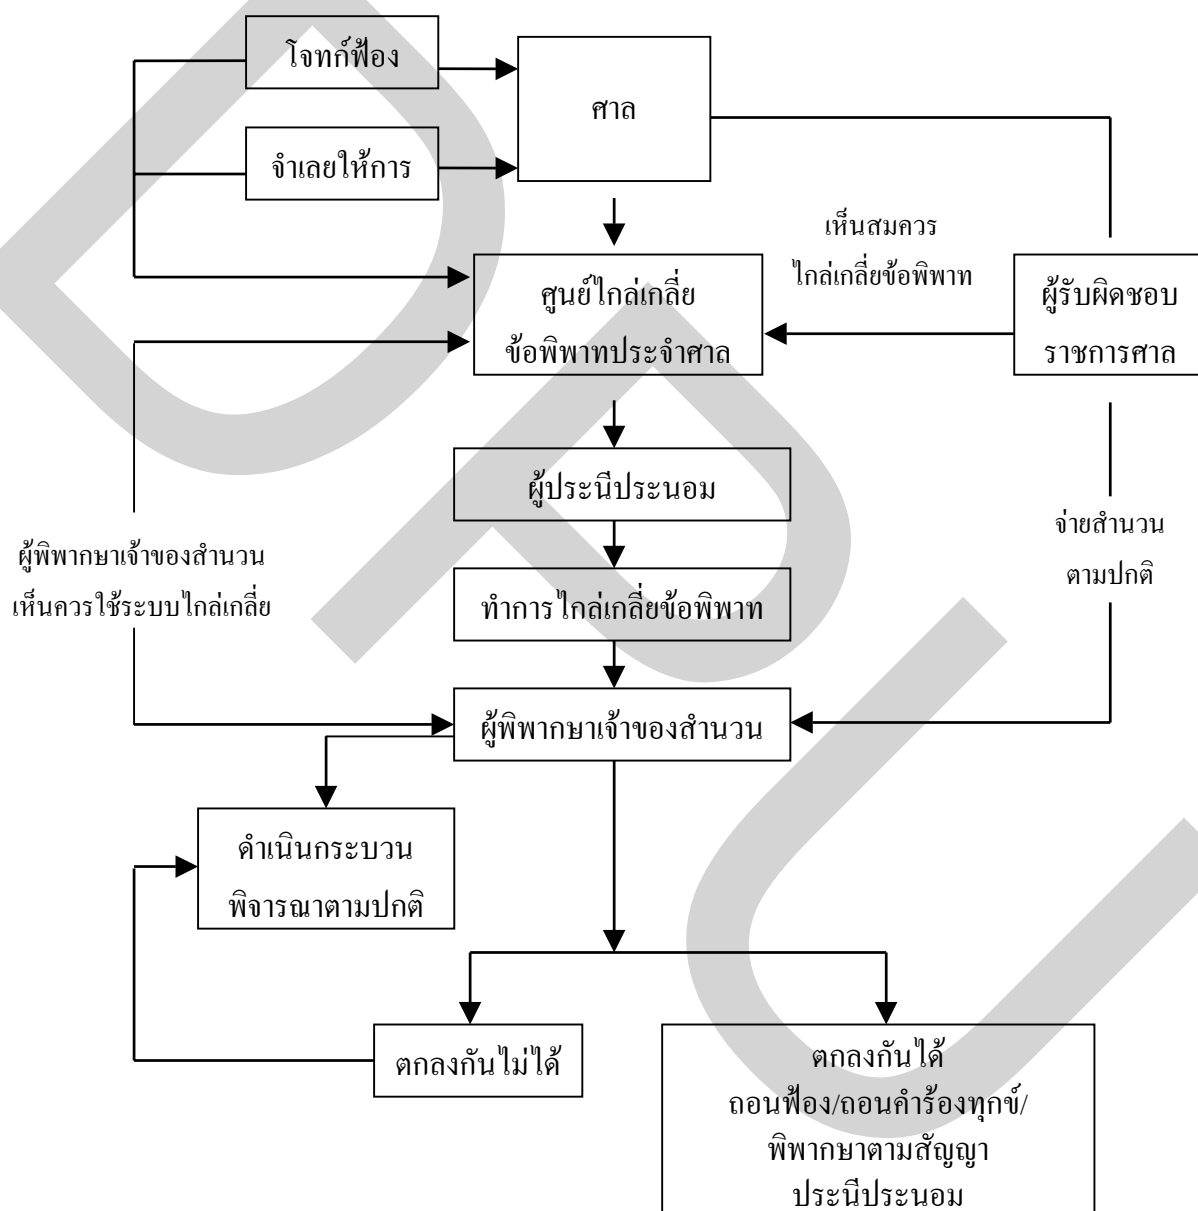 โจทก์ฟ้อง
ศาล
จำเลยให้การ
เห็นสมควร
ไกล่เกลี่ยข้อพิพาท
ศูนย์ไกล่เกลี่ย
ข้อพิพาทประจำศาล
ผู้รับผิดชอบ
ราชการศาล
ผู้ประนีประนอม
จ่ายสำนวน
ตามปกติ
ผู้พิพากษาเจ้าของสำนวน
เห็นควรใช้ระบบไกล่เกลี่ย
ทำการไกล่เกลี่ยข้อพิพาท
ผู้พิพากษาเจ้าของสำนวน
ดำเนินกระบวน
พิจารณาตามปกติ
ตกลงกันไม่ได้
ตกลงกันได้
ถอนฟ้อง/ถอนคำร้องทุกข์/
พิพากษาตามสัญญา
ประนีประนอม
DPU